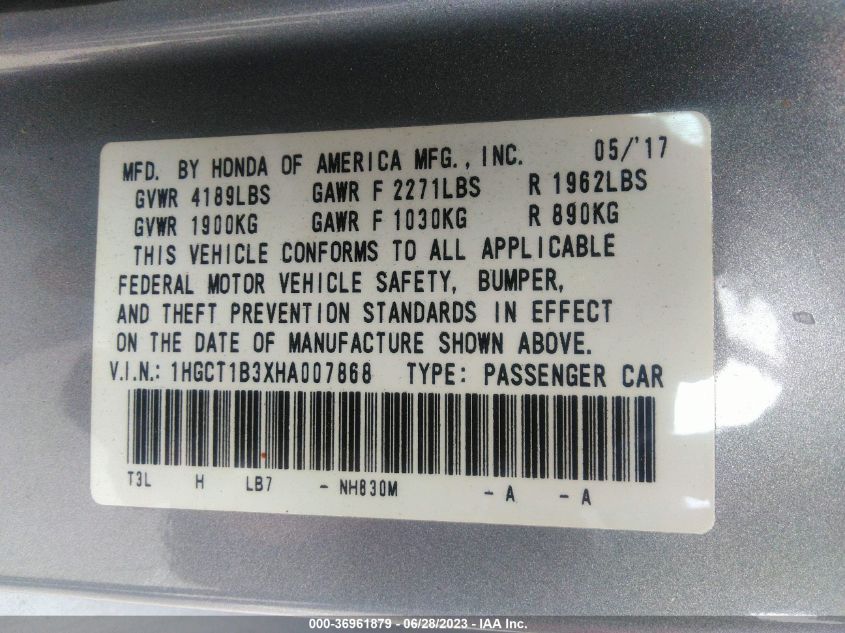 MFD. BY HONDA OF AMERICA MFG., INC. 05/'17
GVWR 4189LBS GAWR F 2271LBS R 1962LBS
GVWR 1900KG GAWR F 1030KG R 890KG
THIS VEHICLE CONFORMS TO ALL APPLICABLE
FEDERAL MOTOR VEHICLE SAFETY, BUMPER,
AND THEFT PREVENTION STANDARDS IN EFFECT
ON THE DATE OF MANUFACTURE SHOWN ABOVE.
V.I.N.: 1HGCT1B3XHA007868 TYPE: PASSENGER CAR
T3L H LB7 - NH830M - A - A
000-36961879 - 06/28/2023 - IAA Inc.